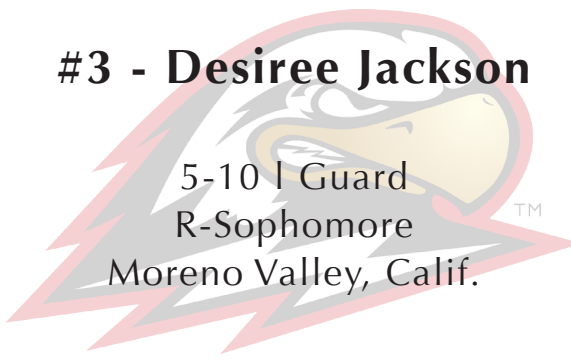 #3 - Desiree Jackson
5-10 l Guard
R-Sophomore
Moreno Valley, Calif.
TM